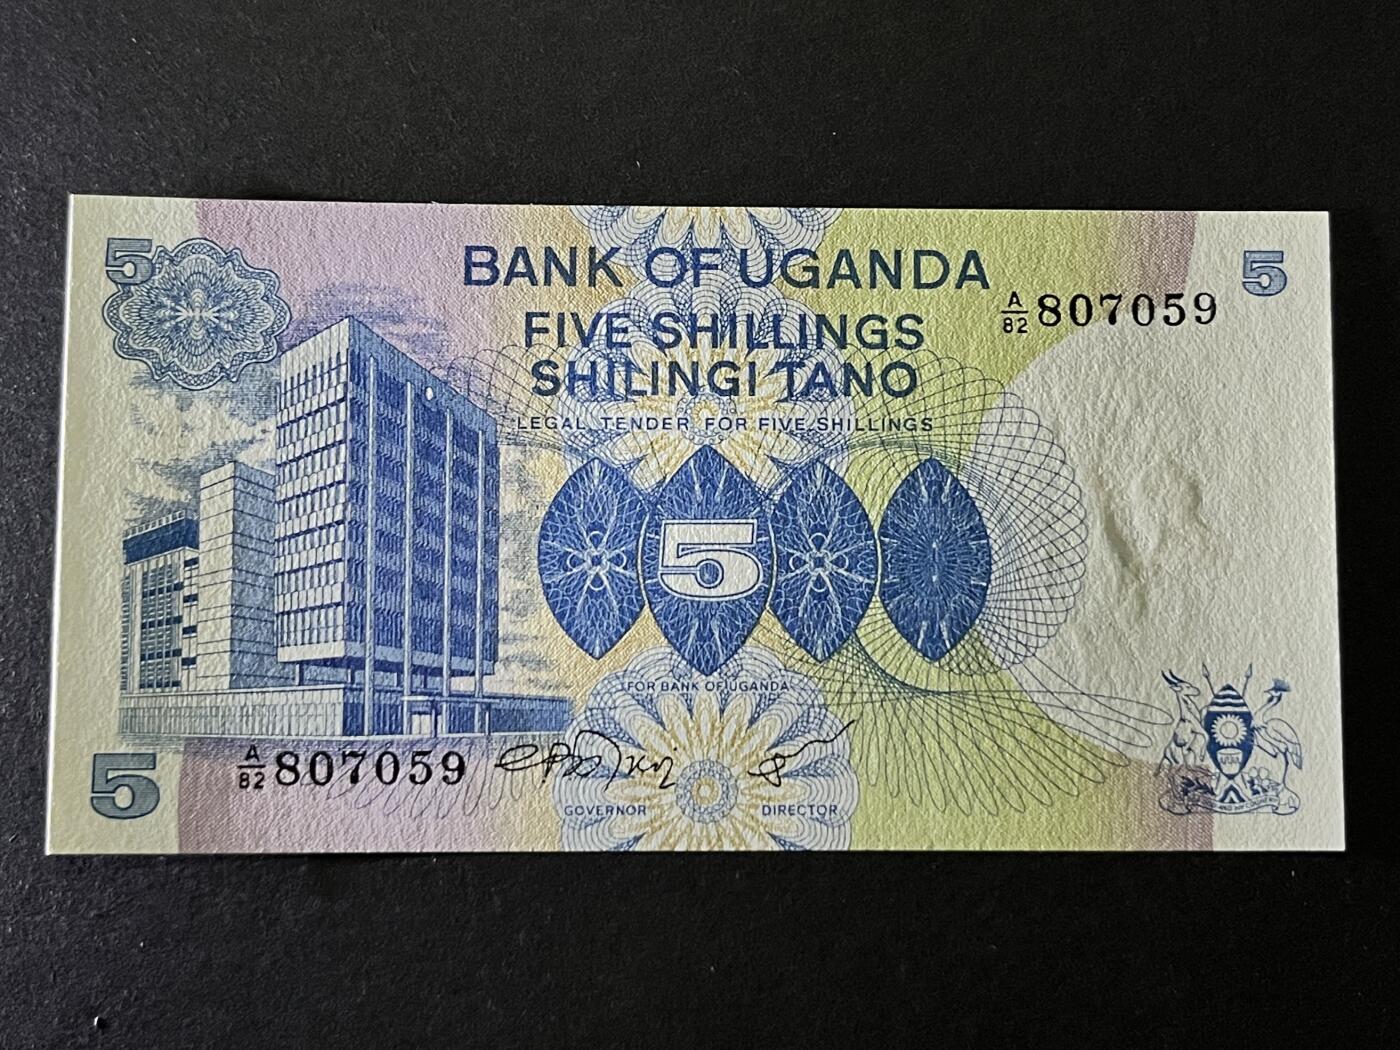 5
BANK OF UGANDA
5
A/82 807059
FIVE SHILLINGS
SHILINGI TANO
LEGAL TENDER FOR FIVE SHILLINGS
5
FOR BANK OF UGANDA
5
A/82 807059
GOVERNOR
DIRECTOR